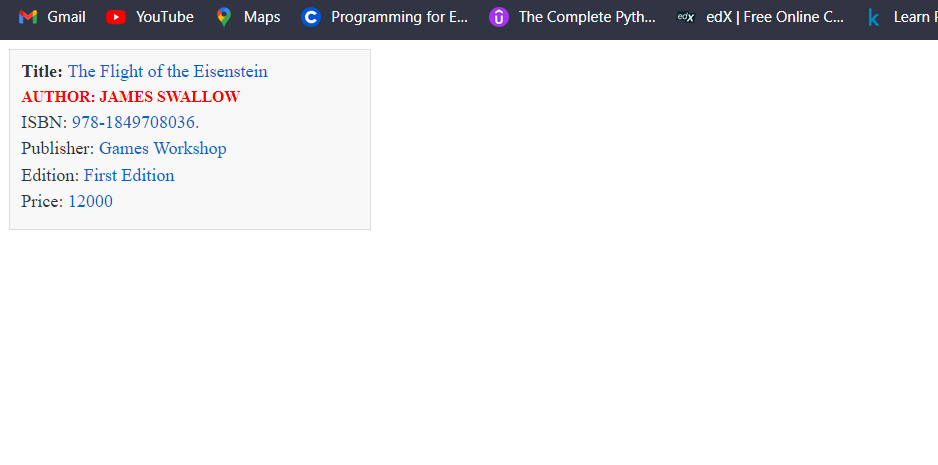 Gmail YouTube Maps Programming for E... The Complete Pyth... edX edX | Free Online C... Learn
Title: The Flight of the Eisenstein
AUTHOR: JAMES SWALLOW
ISBN: 978-1849708036.
Publisher: Games Workshop
Edition: First Edition
Price: 12000